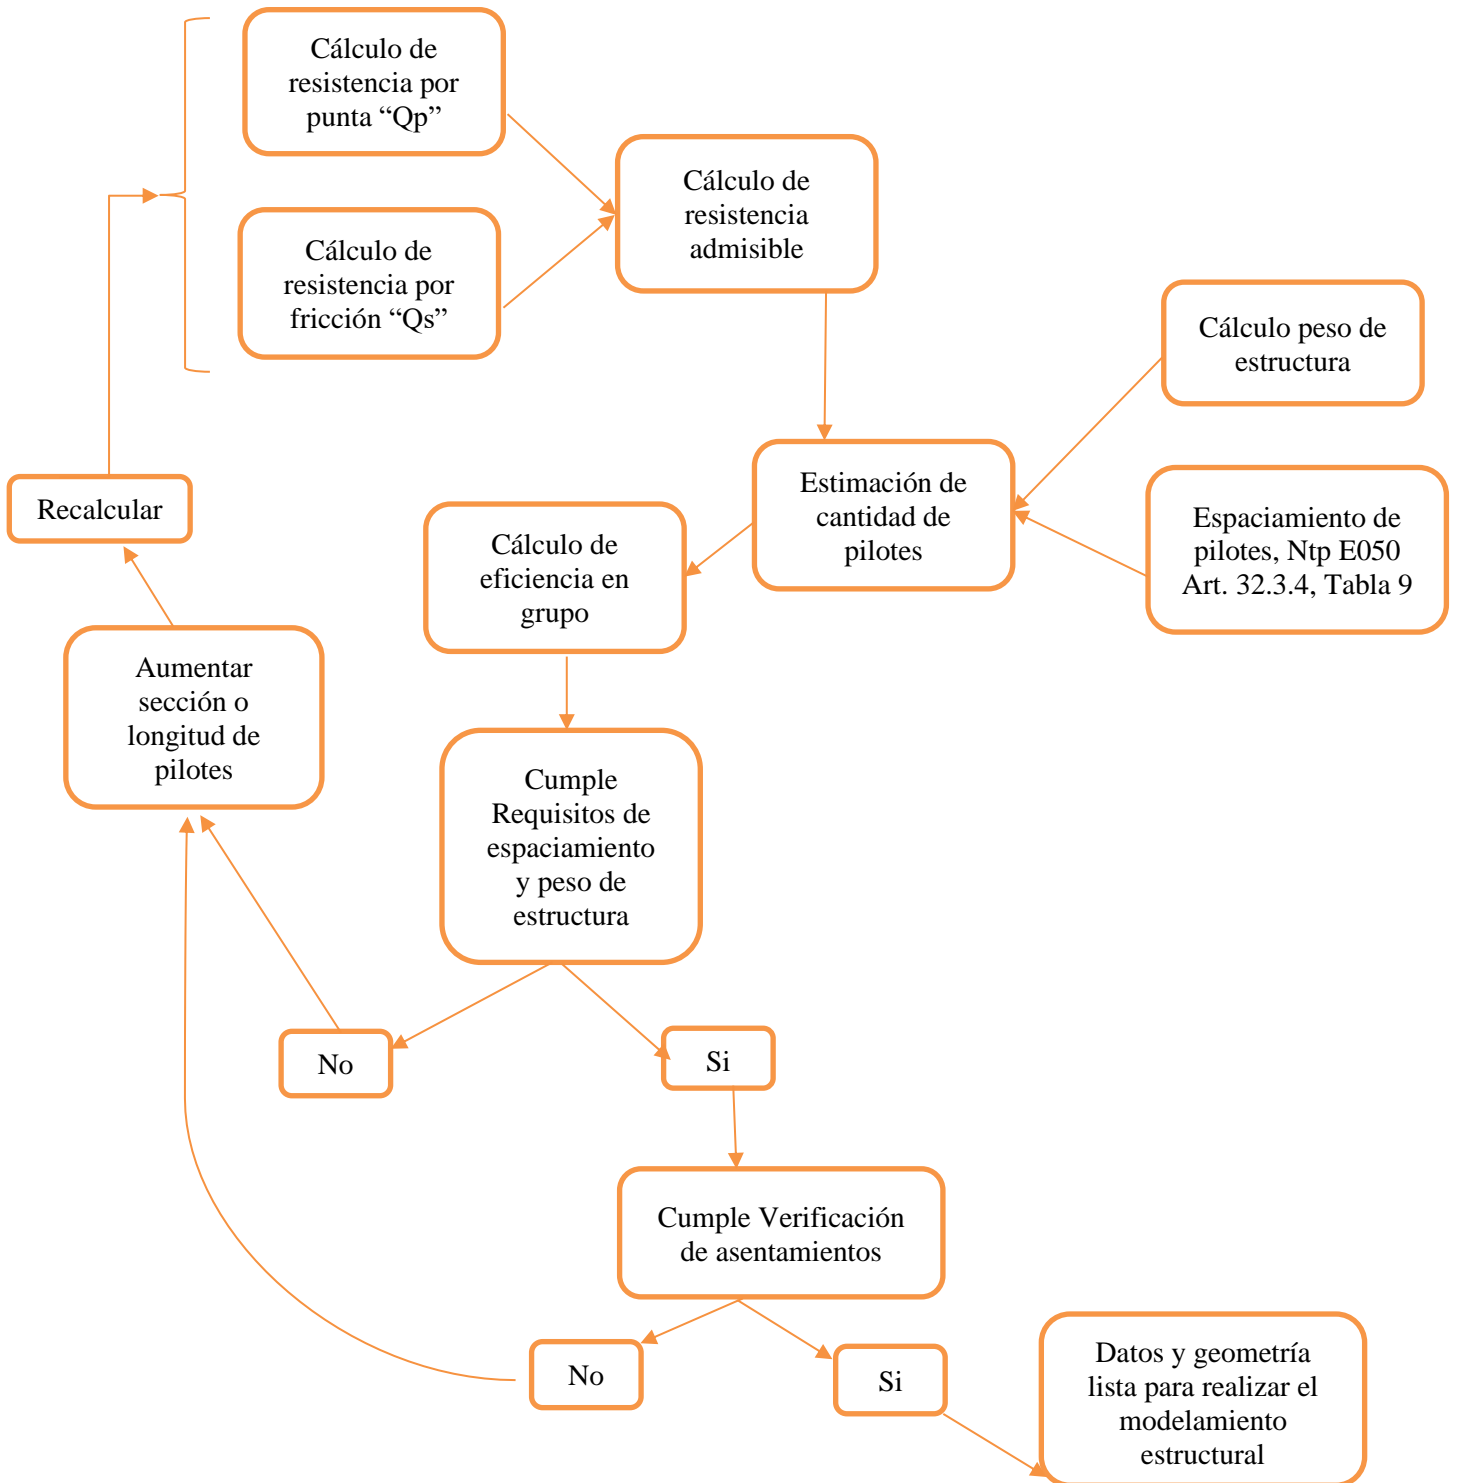 Cálculo de
resistencia por
punta “Qp”
Cálculo de
resistencia
admisible
Cálculo de
resistencia por
fricción “Qs”
Cálculo peso de
estructura
Recalcular
Estimación de
cantidad de
pilotes
Espaciamiento de
pilotes, Ntp E050
Art. 32.3.4, Tabla 9
Cálculo de
eficiencia en
grupo
Aumentar
sección o
longitud de
pilotes
Cumple
Requisitos de
espaciamiento
y peso de
estructura
No
Si
Cumple Verificación
de asentamientos
No
Si
Datos y geometría
lista para realizar el
modelamiento
estructural